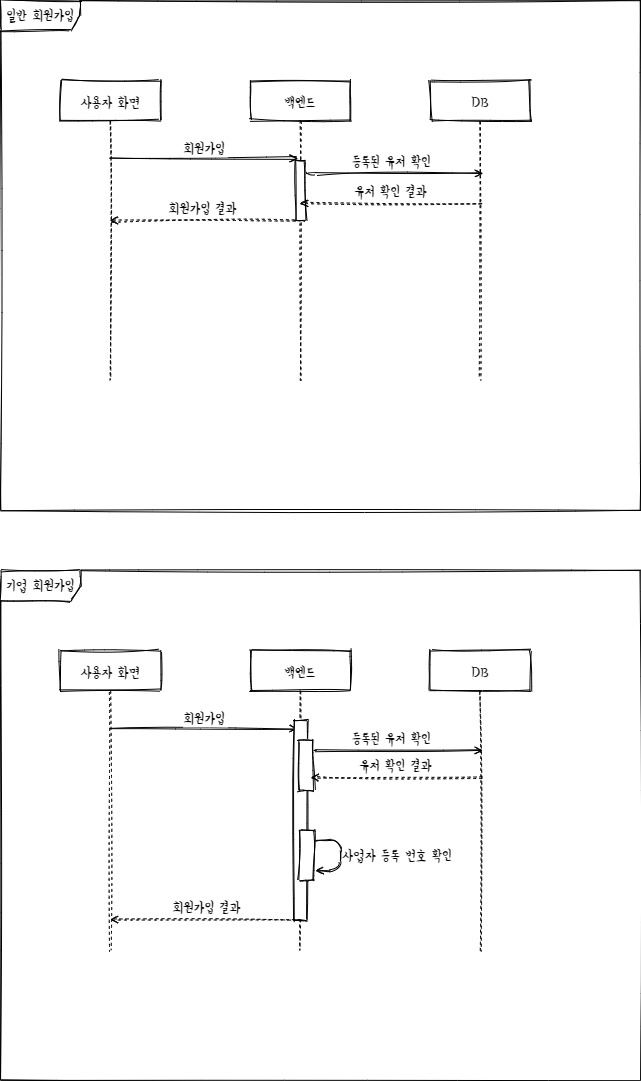 일반 회원가입
사용자 화면
백엔드
DB
회원가입
등록된 유저 확인
유저 확인 결과
회원가입 결과
기업 회원가입
사용자 화면
백엔드
DB
회원가입
등록된 유저 확인
유저 확인 결과
사업자 등록 번호 확인
회원가입 결과